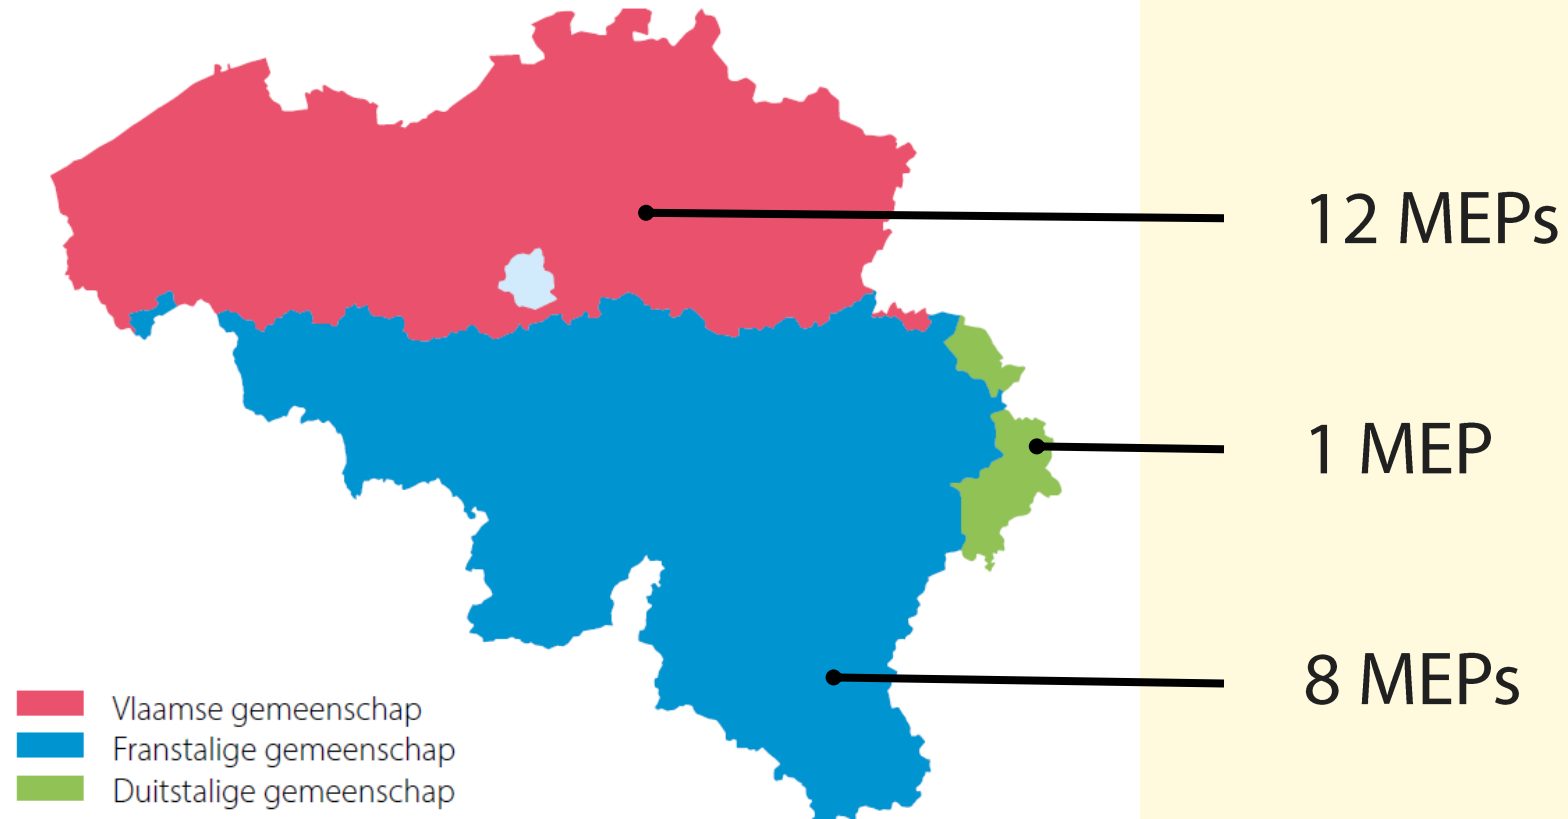 12 MEPs
1 MEP
8 MEPs
Vlaamse gemeenschap
Franstalige gemeenschap
Duitstalige gemeenschap